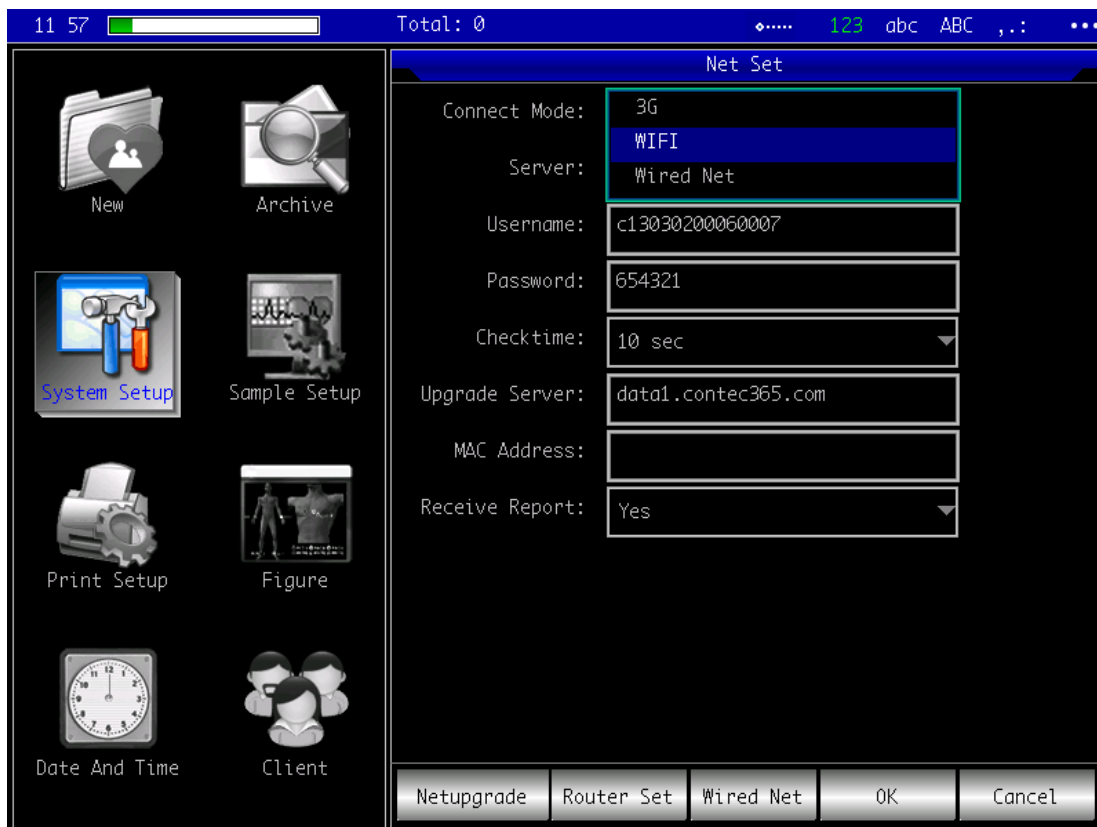 11 57
Total: 0
123 abc ABC ,.:
Net Set
Connect Mode:
3G
WIFI
Wired Net
Server:
Username: c13030200060007
Password: 654321
Checktime: 10 sec
Upgrade Server: data1.contec365.com
MAC Address:
Receive Report: Yes
New
Archive
System Setup
Sample Setup
Print Setup
Figure
Date And Time
Client
Netupgrade
Router Set
Wired Net
OK
Cancel